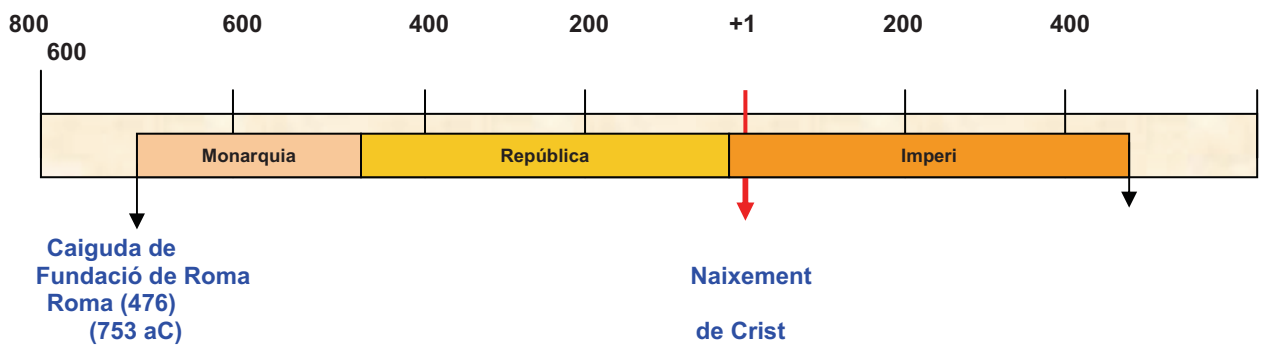 800 600 400 200 +1 200 400
600
Monarquia República Imperi
Caiguda de
Fundació de Roma Naixement
Roma (476)
(753 aC) de Crist